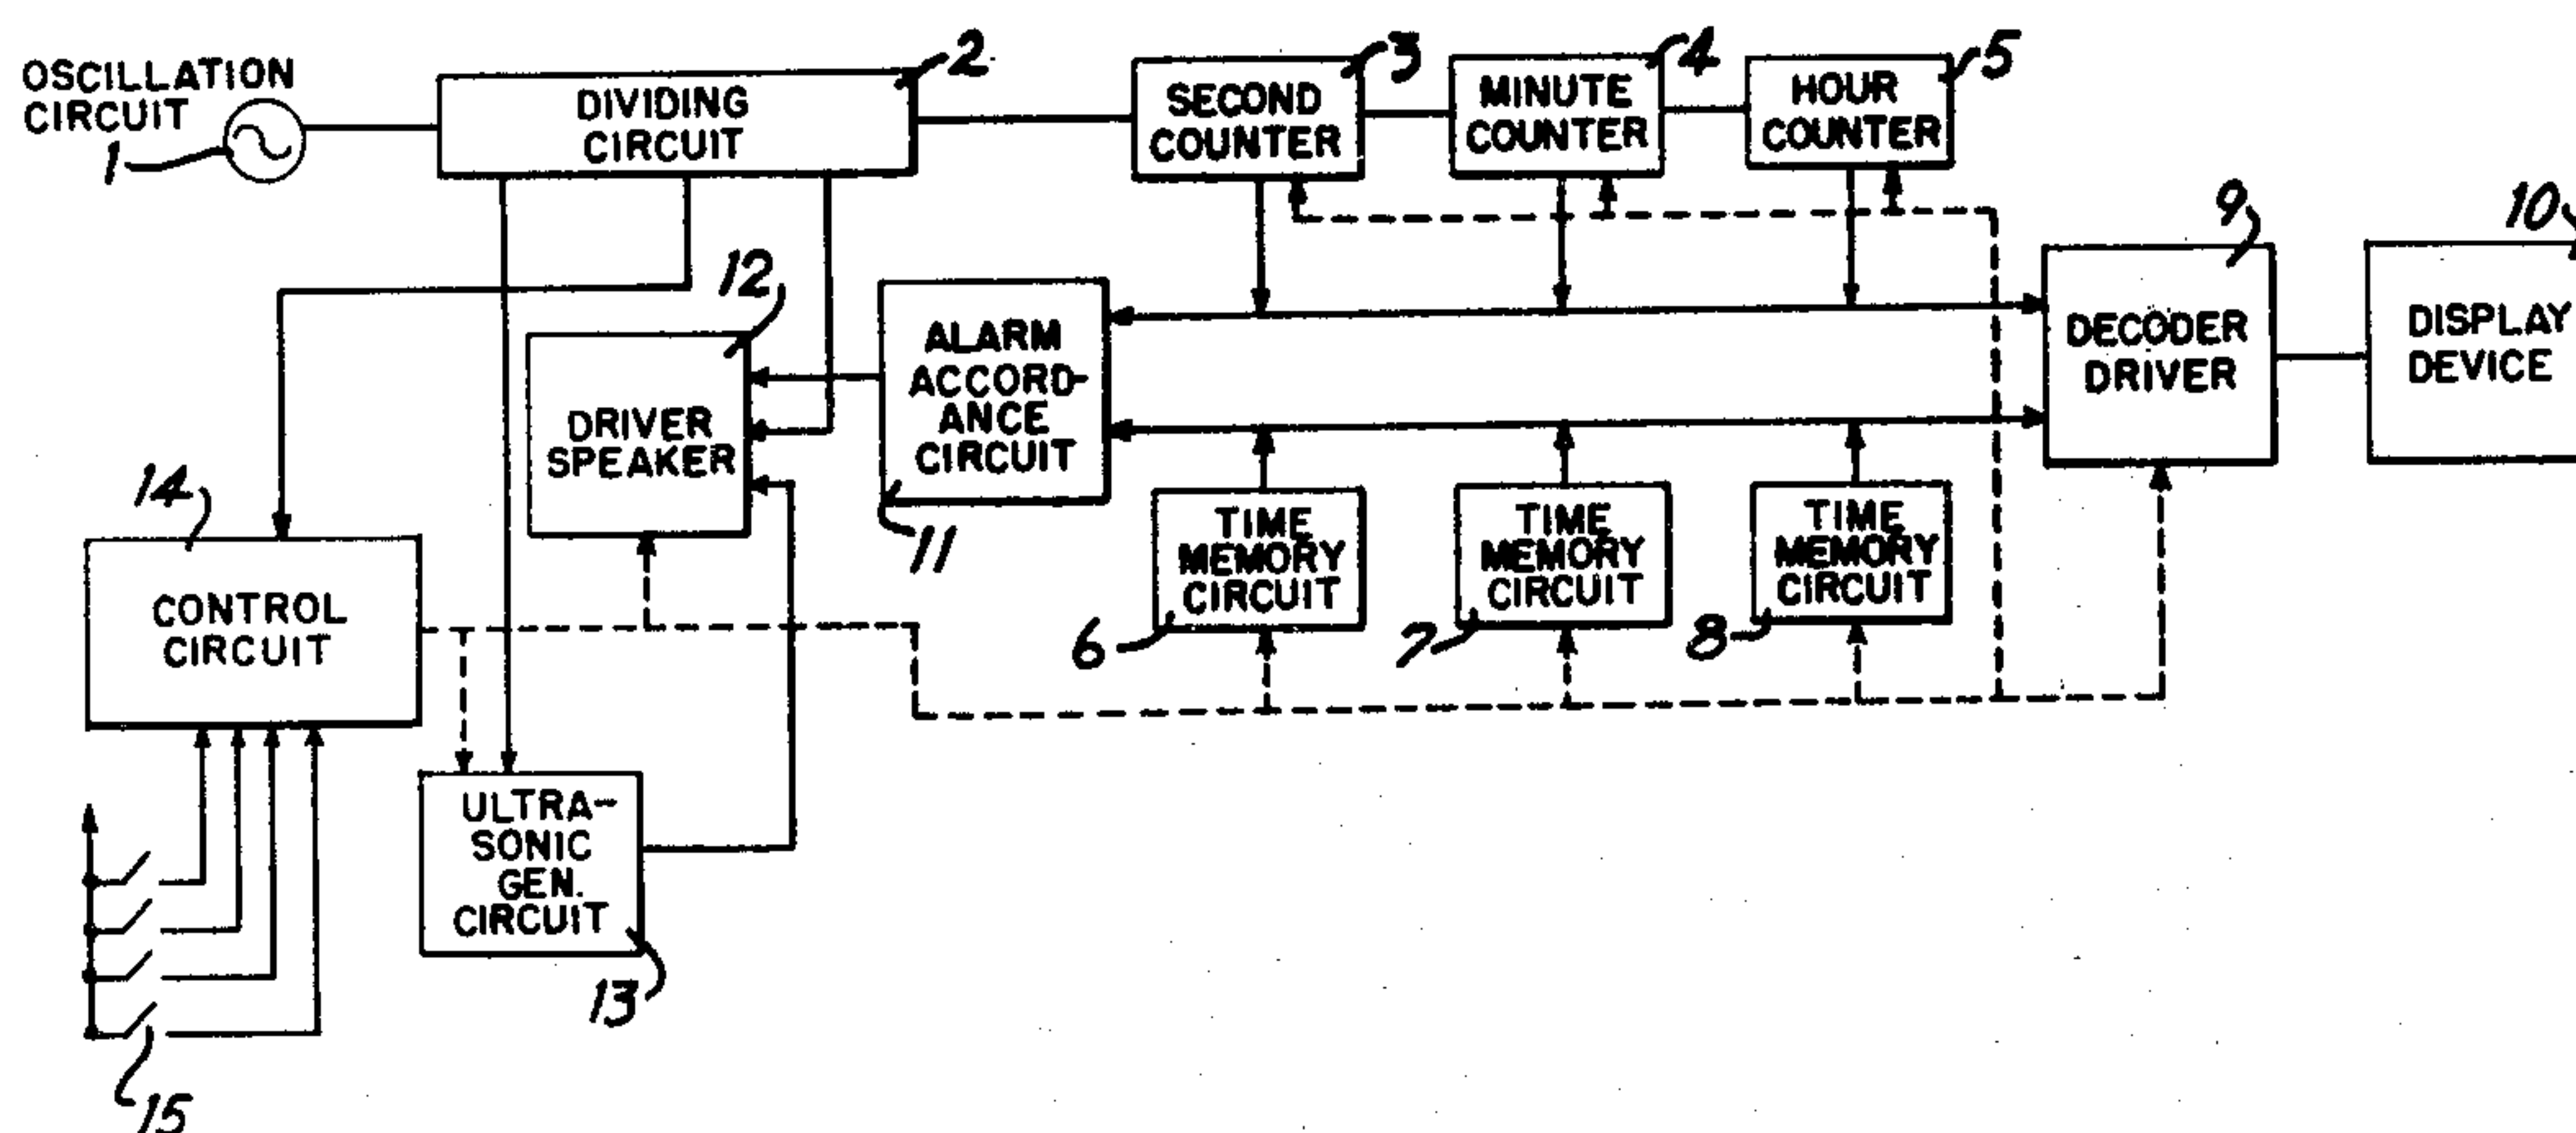 OSCILLATION
CIRCUIT
1
DIVIDING
CIRCUIT
2
SECOND
COUNTER
3
MINUTE
COUNTER
4
HOUR
COUNTER
5
9
DECODER
DRIVER
10
DISPLAY
DEVICE
12
DRIVER
SPEAKER
ALARM
ACCORD-
ANCE
CIRCUIT
11
TIME
MEMORY
CIRCUIT
6
TIME
MEMORY
CIRCUIT
7
TIME
MEMORY
CIRCUIT
8
14
CONTROL
CIRCUIT
ULTRA-
SONIC
GEN.
CIRCUIT
13
15